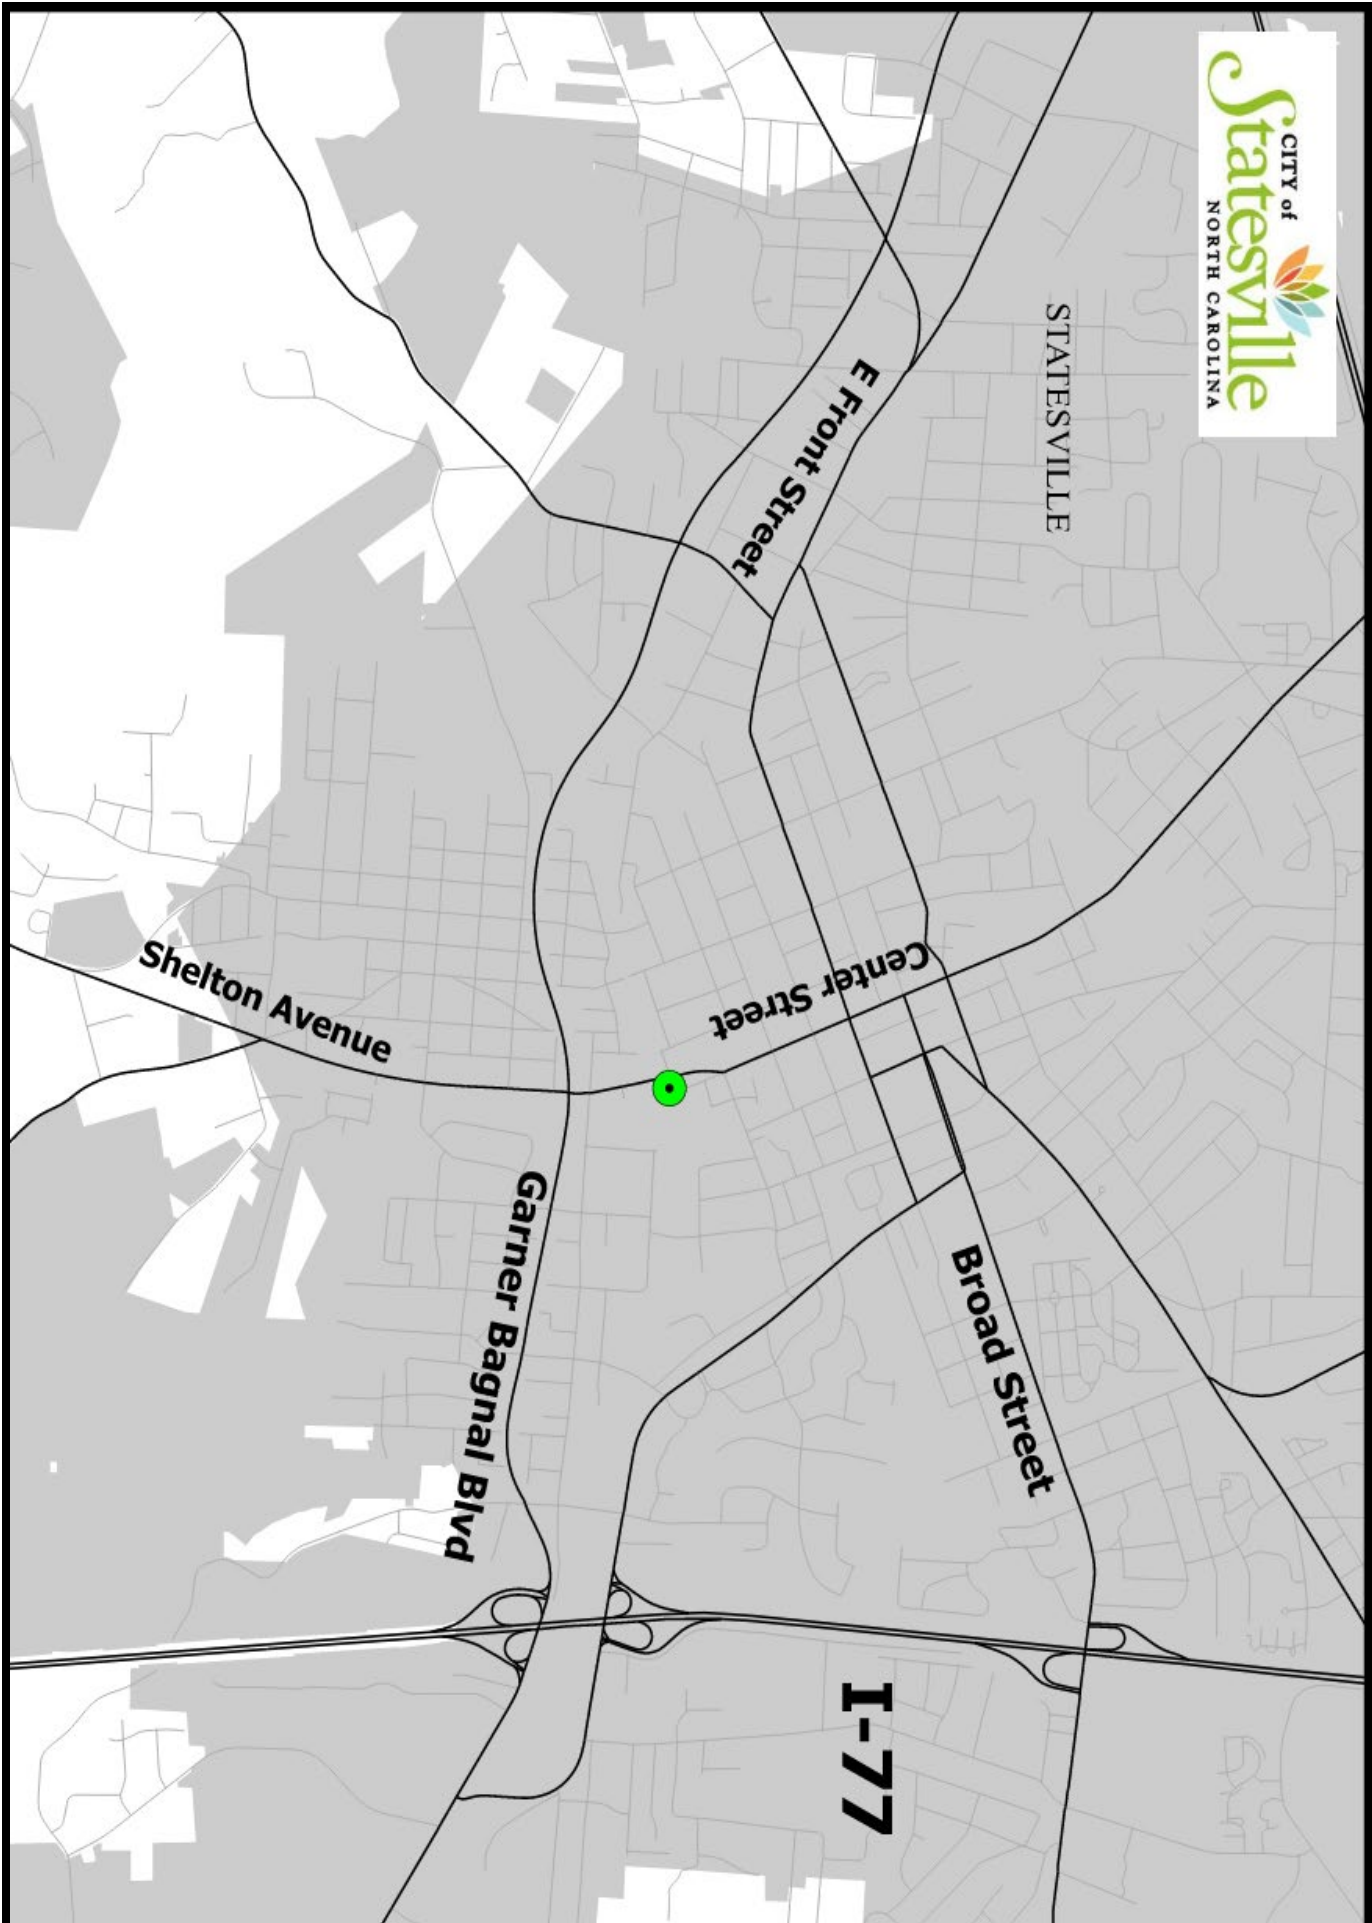 CITY of
Statesville
NORTH CAROLINA
STATESVILLE
E Front Street
Center Street
Shelton Avenue
Garner Bagnal Blvd
Broad Street
I-77